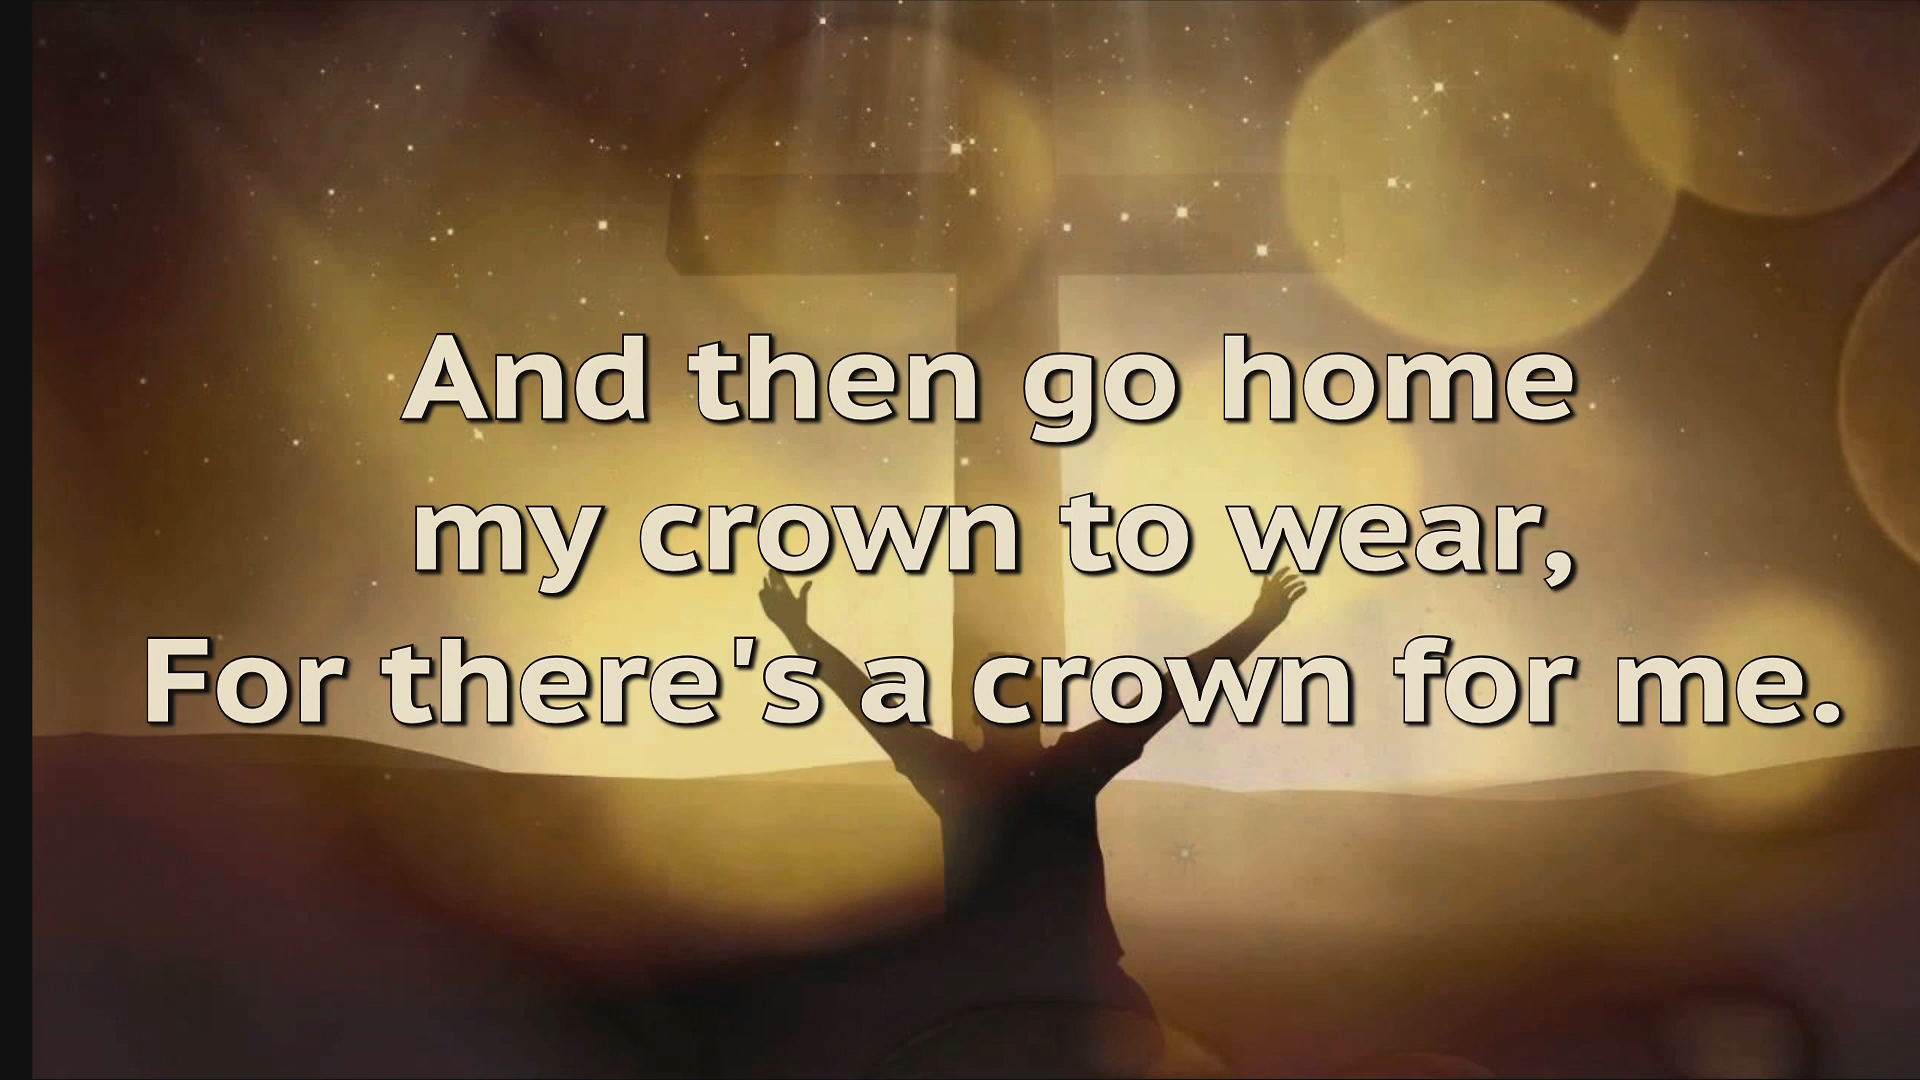 And then go home
my crown to wear,
For there's a crown for me.